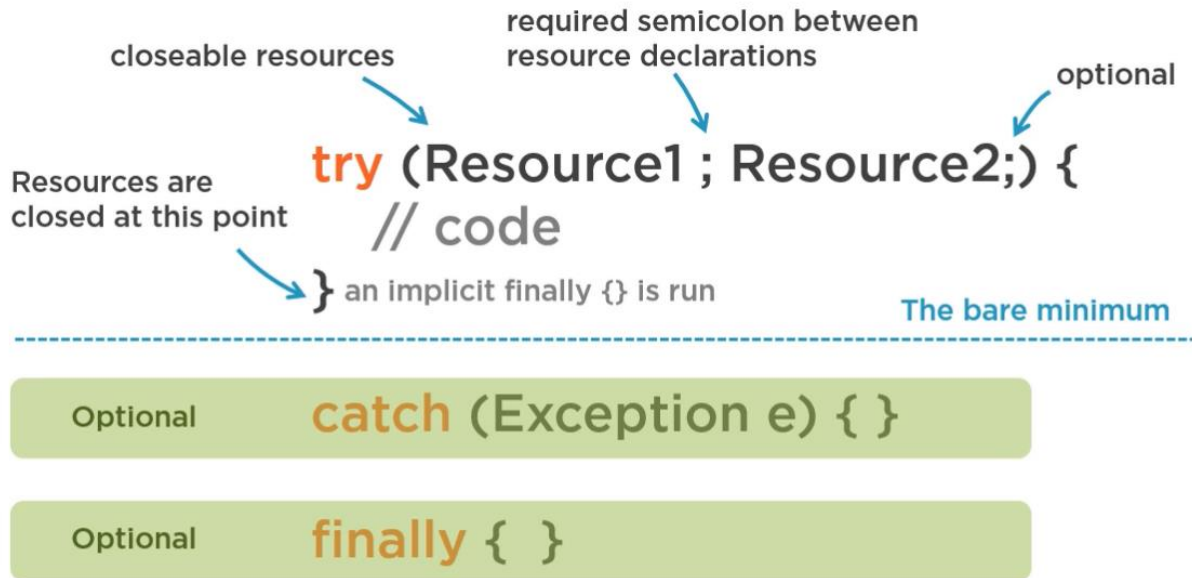 required semicolon between
closeable resources
resource declarations
optional
try (Resource1 ; Resource2;) {
Resources are
closed at this point
// code
} an implicit finally {} is run
The bare minimum
Optional catch (Exception e) { }
Optional finally { }